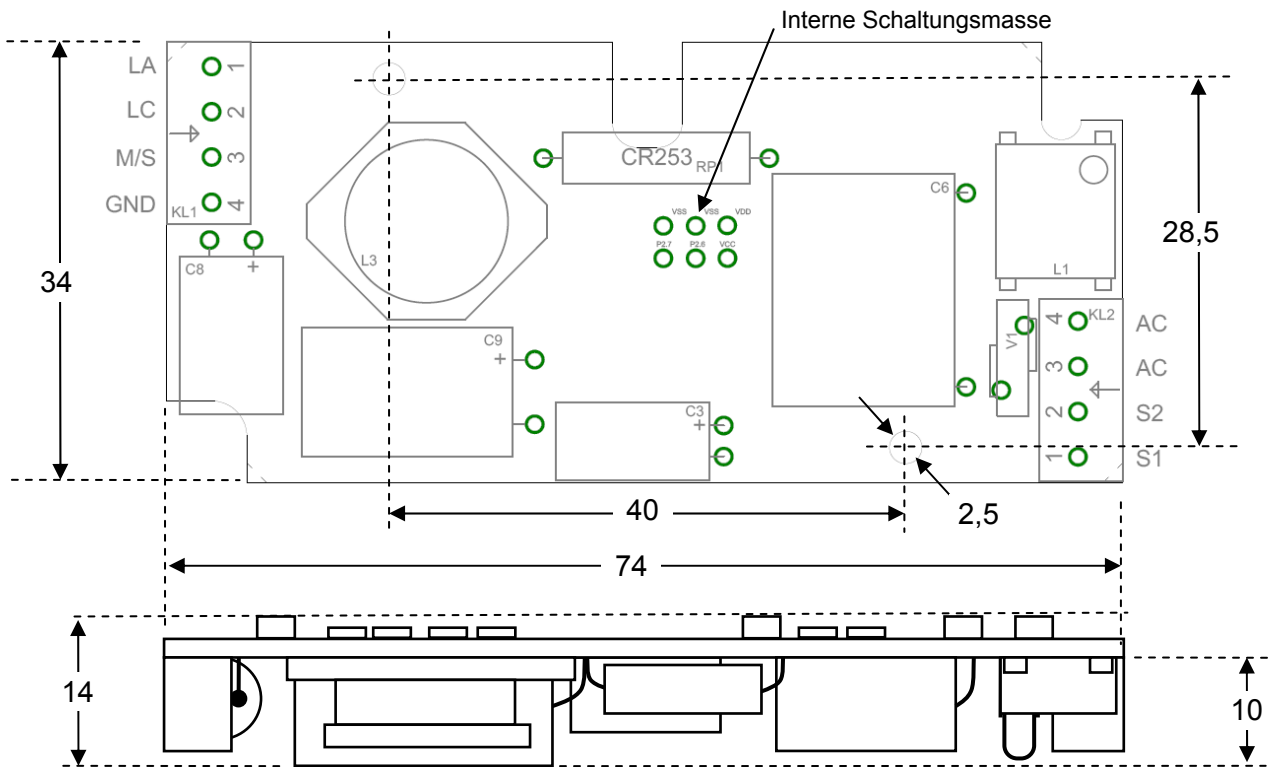 Interne Schaltungsmasse
LA
LC
M/S
GND
1
2
3
4
KL1
C8
+
34
L3
CR253
RP1
VSS
VSS
VDD
P2.7
P2.6
VCC
C6
L1
28,5
C9
+
C3
+
V1
KL2
4
3
2
1
AC
AC
S2
S1
40
2,5
74
14
10